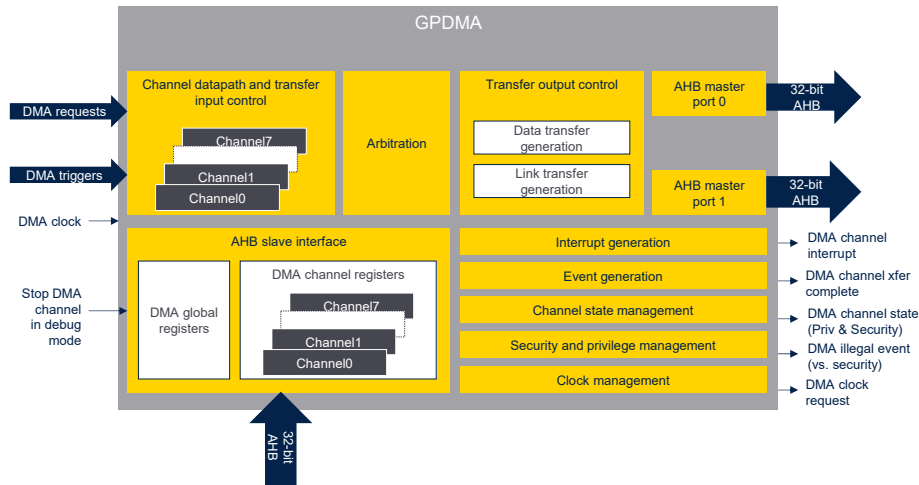 GPDMA
Channel datapath and transfer
input control
Channel7
Channel1
Channel0
Arbitration
Transfer output control
Data transfer
generation
Link transfer
generation
AHB master
port 0
32-bit
AHB
AHB master
port 1
32-bit
AHB
DMA requests
DMA triggers
DMA clock
Stop DMA
channel
in debug
mode
AHB slave interface
DMA global
registers
DMA channel registers
Channel7
Channel1
Channel0
Interrupt generation
Event generation
Channel state management
Security and privilege management
Clock management
DMA channel
interrupt
DMA channel xfer
complete
DMA channel state
(Priv & Security)
DMA illegal event
(vs. security)
DMA clock
request
32-bit
AHB